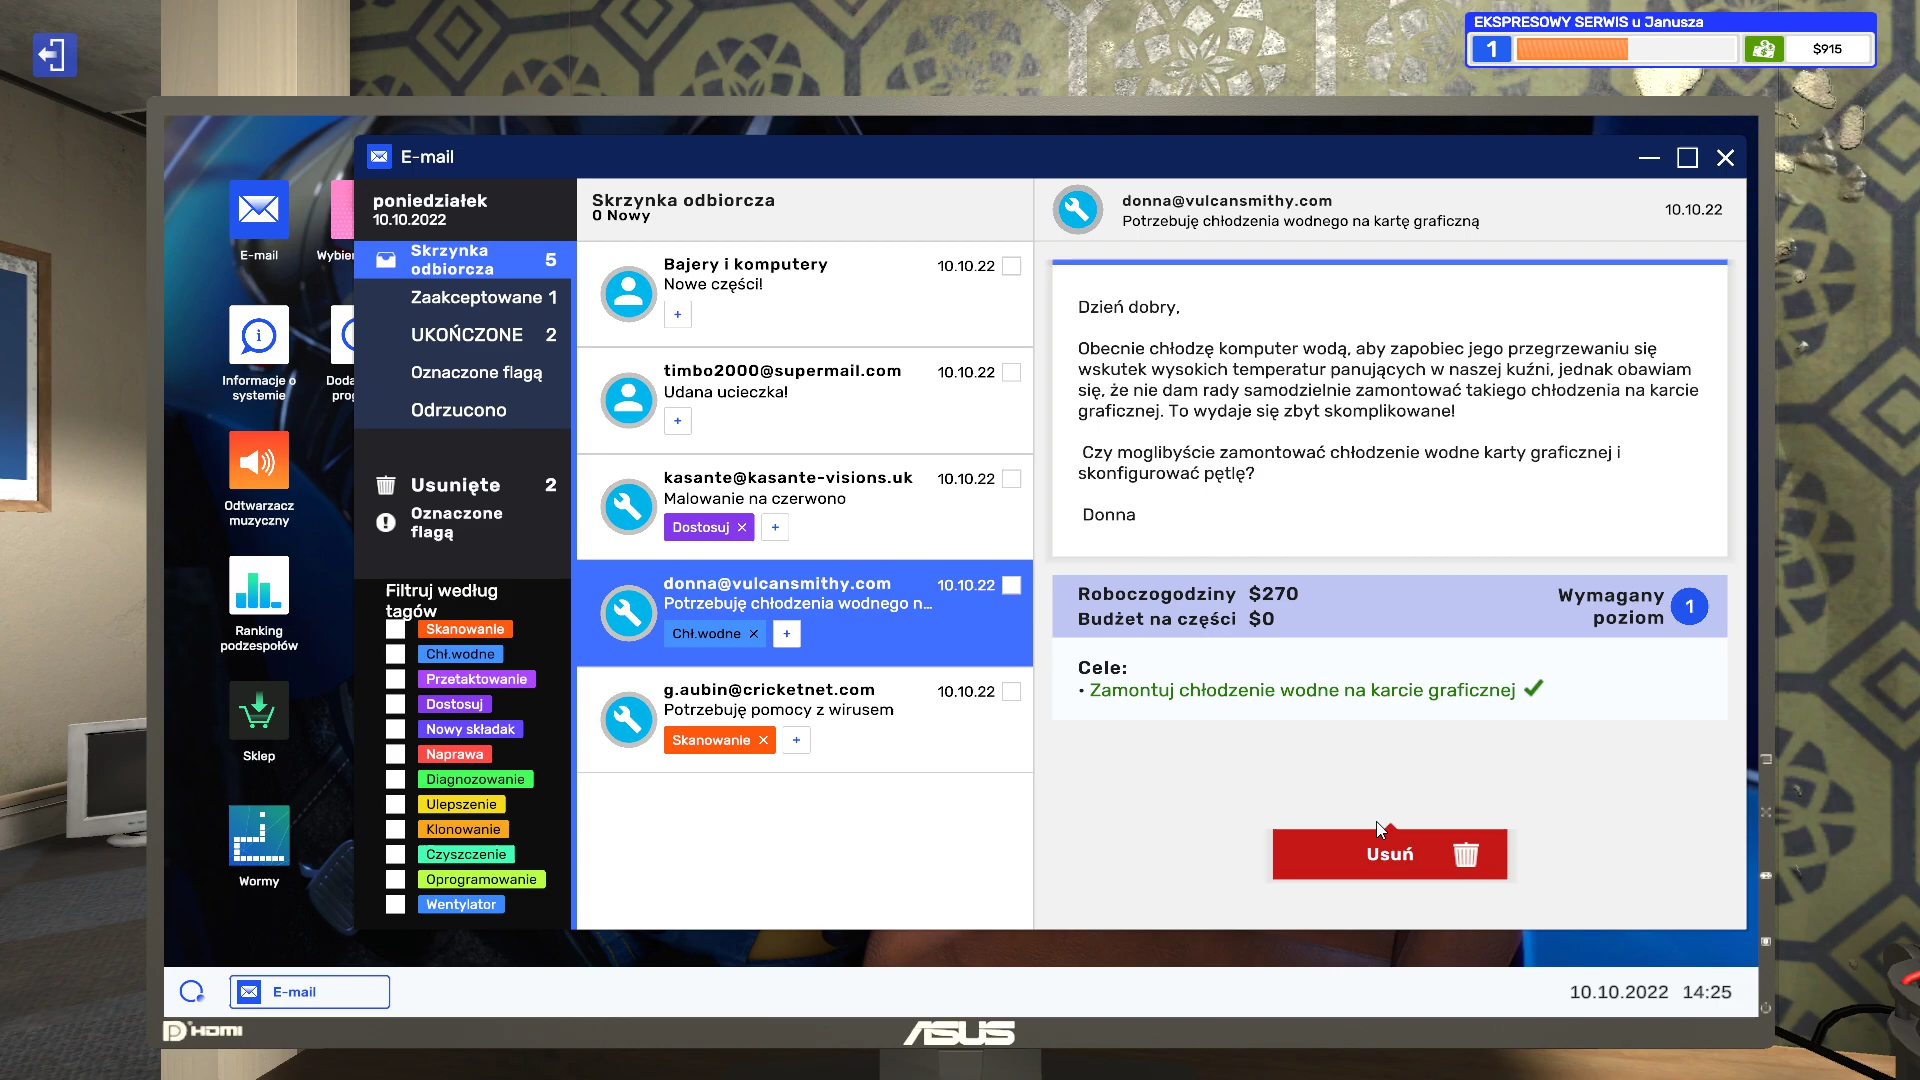 EKSPRESOWY SERWIS u Janusza
1
$915
E-mail
poniedziałek
10.10.2022
Skrzynka odbiorcza 5
Zaakceptowane 1
UKOŃCZONE 2
Oznaczone flagą
Odrzucono
Usunięte 2
Oznaczone flagą
Filtruj według tagów
Skanowanie
Chł.wodne
Przetaktowanie
Dostosuj
Nowy składak
Naprawa
Diagnozowanie
Ulepszenie
Klonowanie
Czyszczenie
Oprogramowanie
Wentylator
E-mail
Informacje o systemie
Odtwarzacz muzyczny
Ranking podzespołów
Sklep
Wormy
Skrzynka odbiorcza
0 Nowy
Bajery i komputery 10.10.22
Nowe części!
+
timbo2000@supermail.com 10.10.22
Udana ucieczka!
+
kasante@kasante-visions.uk 10.10.22
Malowanie na czerwono
Dostosuj × +
donna@vulcansmithy.com 10.10.22
Potrzebuję chłodzenia wodnego n...
Chł.wodne × +
g.aubin@cricketnet.com 10.10.22
Potrzebuję pomocy z wirusem
Skanowanie × +
donna@vulcansmithy.com
Potrzebuję chłodzenia wodnego na kartę graficzną
10.10.22
Dzień dobry,
Obecnie chłodzę komputer wodą, aby zapobiec jego przegrzewaniu się
wskutek wysokich temperatur panujących w naszej kuźni, jednak obawiam
się, że nie dam rady samodzielnie zamontować takiego chłodzenia na karcie
graficznej. To wydaje się zbyt skomplikowane!
Czy moglibyście zamontować chłodzenie wodne karty graficznej i
skonfigurować pętlę?
Donna
Roboczogodziny $270
Budżet na części $0
Wymagany poziom 1
Cele:
• Zamontuj chłodzenie wodne na karcie graficznej
Usuń
E-mail
10.10.2022 14:25
HDMI
ASUS